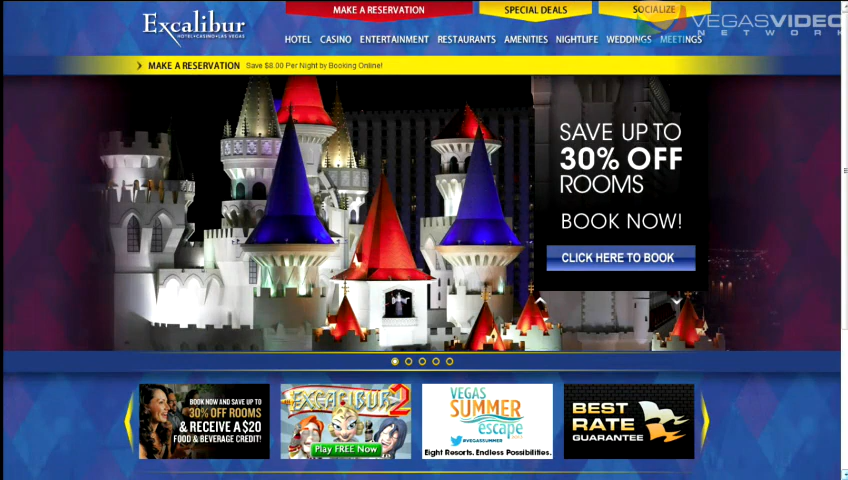 MAKE A RESERVATION
SPECIAL DEALS
SOCIALIZE
VEGASVIDEO
NETWORK
Excalibur
HOTEL•CASINO•LAS VEGAS
HOTEL CASINO ENTERTAINMENT RESTAURANTS AMENITIES NIGHTLIFE WEDDINGS MEETINGS
MAKE A RESERVATION Save $8.00 Per Night by Booking Online!
SAVE UP TO
30% OFF
ROOMS
BOOK NOW!
CLICK HERE TO BOOK
BOOK NOW AND SAVE UP TO
30% OFF ROOMS
& RECEIVE A $20
FOOD & BEVERAGE CREDIT!
EXCALIBUR 2
Play FREE Now
VEGAS
SUMMER
escape
@VEGASSUMMER
Eight Resorts. Endless Possibilities.
BEST
RATE
GUARANTEE